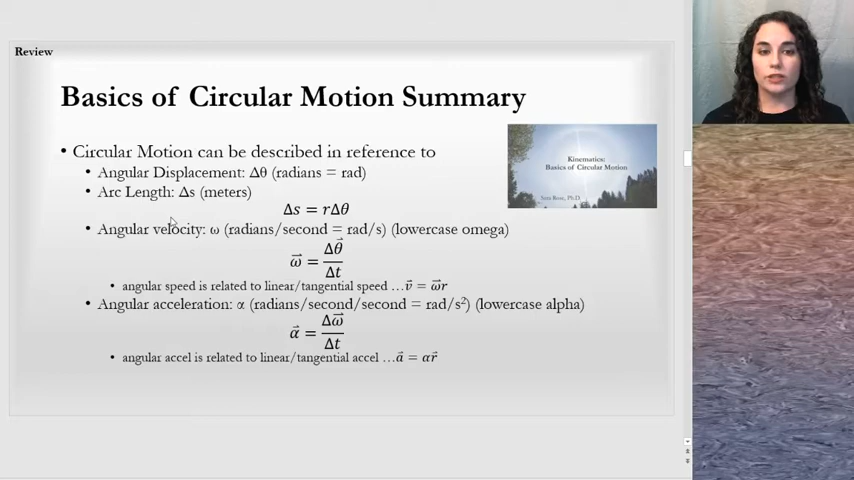 Review
Basics of Circular Motion Summary
• Circular Motion can be described in reference to
• Angular Displacement: Δθ (radians = rad)
• Arc Length: Δs (meters)
Δs = rΔθ
• Angular velocity: ω (radians/second = rad/s) (lowercase omega)
ω⃗ = Δθ⃗/Δt
• angular speed is related to linear/tangential speed …v⃗ = ω⃗r
• Angular acceleration: α (radians/second/second = rad/s²) (lowercase alpha)
α⃗ = Δω⃗/Δt
• angular accel is related to linear/tangential accel …a⃗ = αr⃗
Kinematics:
Basics of Circular Motion
Ph.D.